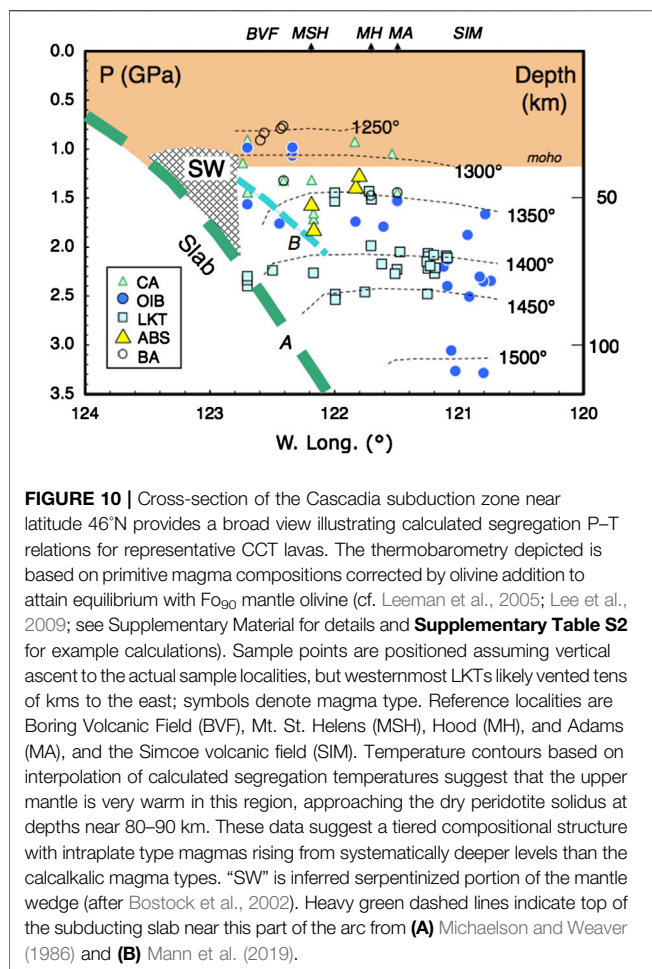 BVF MSH MH MA SIM
0.0
P (GPa) Depth
(km)
0.5
1250°
1.0
moho
SW 1300°
1.5 50
1350°
B
2.0
Slab 1400°
CA
OIB
LKT
ABS
BA
2.5
1450°
3.0 A 100
1500°
3.5
124 123 122 121 120
W. Long. (°)
FIGURE 10 | Cross-section of the Cascadia subduction zone near
latitude 46°N provides a broad view illustrating calculated segregation P–T
relations for representative CCT lavas. The thermobarometry depicted is
based on primitive magma compositions corrected by olivine addition to
attain equilibrium with Fo90 mantle olivine (cf. Leeman et al., 2005; Lee et al.,
2009; see Supplementary Material for details and Supplementary Table S2
for example calculations). Sample points are positioned assuming vertical
ascent to the actual sample localities, but westernmost LKTs likely vented tens
of kms to the east; symbols denote magma type. Reference localities are
Boring Volcanic Field (BVF), Mt. St. Helens (MSH), Hood (MH), and Adams
(MA), and the Simcoe volcanic field (SIM). Temperature contours based on
interpolation of calculated segregation temperatures suggest that the upper
mantle is very warm in this region, approaching the dry peridotite solidus at
depths near 80–90 km. These data suggest a tiered compositional structure
with intraplate type magmas rising from systematically deeper levels than the
calcalkalic magma types. “SW” is inferred serpentinized portion of the mantle
wedge (after Bostock et al., 2002). Heavy green dashed lines indicate top of
the subducting slab near this part of the arc from (A) Michaelson and Weaver
(1986) and (B) Mann et al. (2019).